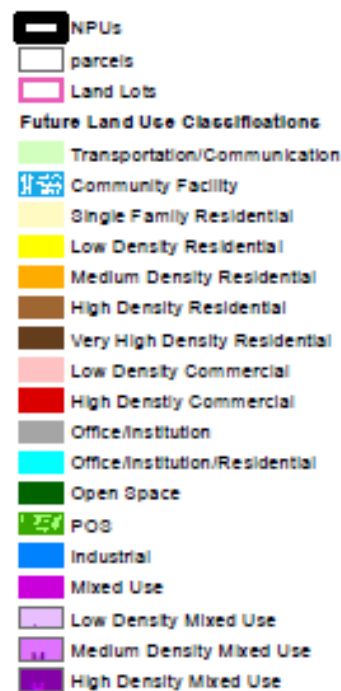 NPUs
parcels
Land Lots
Future Land Use Classifications
Transportation/Communication
Community Facility
Single Family Residential
Low Density Residential
Medium Density Residential
High Density Residential
Very High Density Residential
Low Density Commercial
High Denstiy Commercial
Office/Institution
Office/Institution/Residential
Open Space
POS
Industrial
Mixed Use
Low Density Mixed Use
Medium Density Mixed Use
High Density Mixed Use